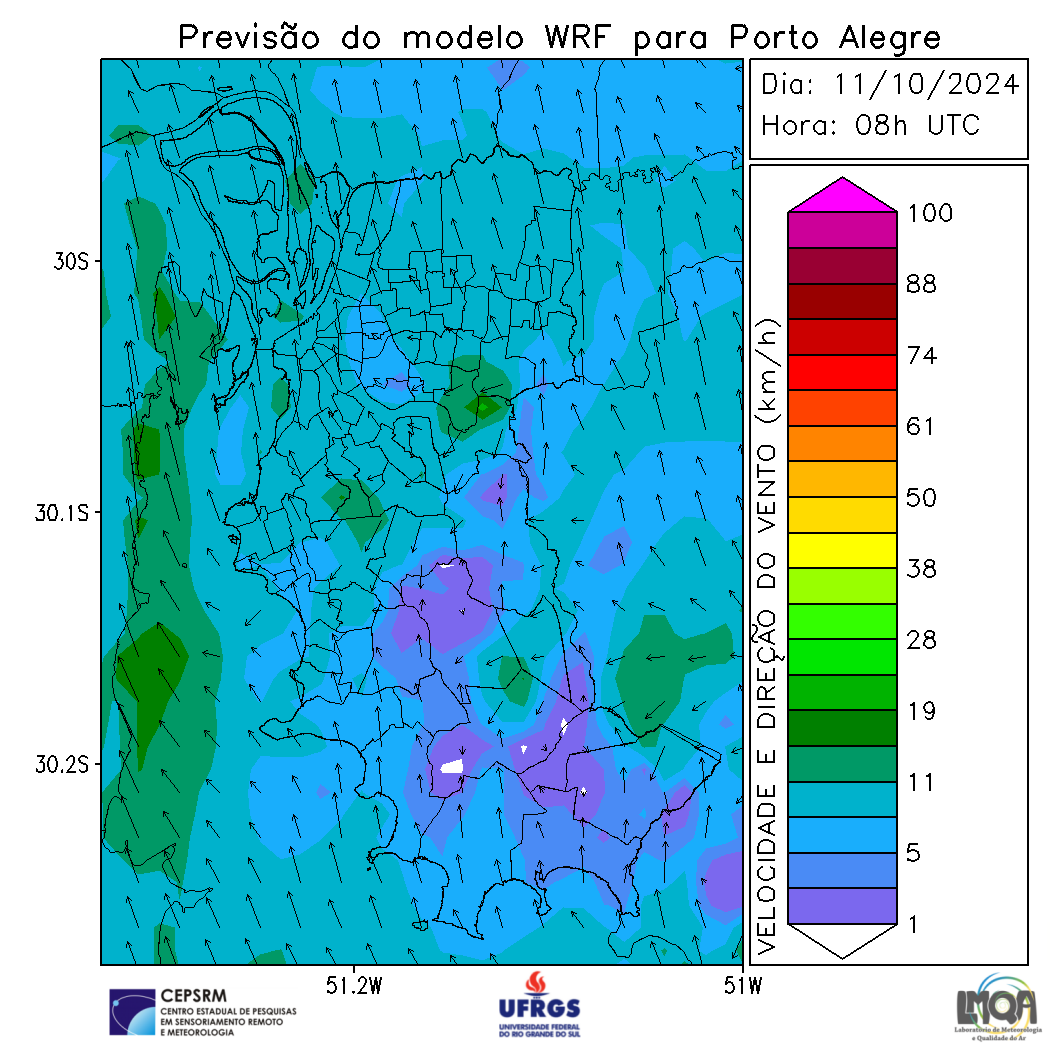 Previsão do modelo WRF para Porto Alegre
Dia: 11/10/2024
Hora: 08h UTC
30S
30.1S
30.2S
51.2W
51W
VELOCIDADE E DIREÇÃO DO VENTO (km/h)
100
88
74
61
50
38
28
19
11
5
1
CEPSRM
CENTRO ESTADUAL DE PESQUISAS
EM SENSORIAMENTO REMOTO
E METEOROLOGIA
UFRGS
UNIVERSIDADE FEDERAL
DO RIO GRANDE DO SUL
LMQA
Laboratório de Meteorologia
e Qualidade do Ar